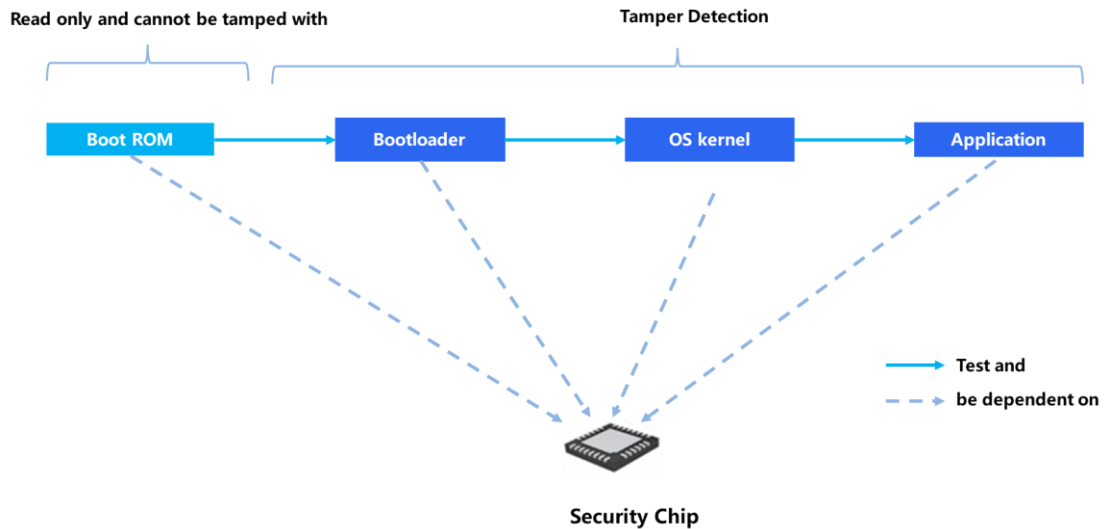 Read only and cannot be tamped with
Tamper Detection
Boot ROM
Bootloader
OS kernel
Application
Test and
be dependent on
Security Chip